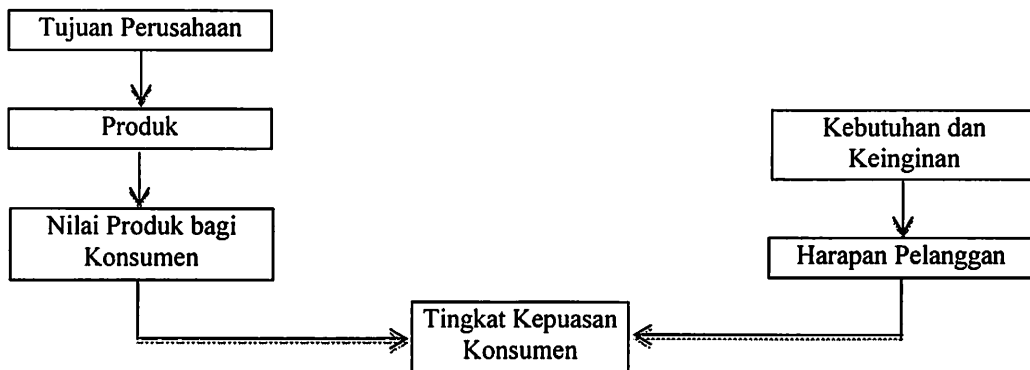 Tujuan Perusahaan
Produk
Nilai Produk bagi
Konsumen
Kebutuhan dan
Keinginan
Harapan Pelanggan
Tingkat Kepuasan
Konsumen